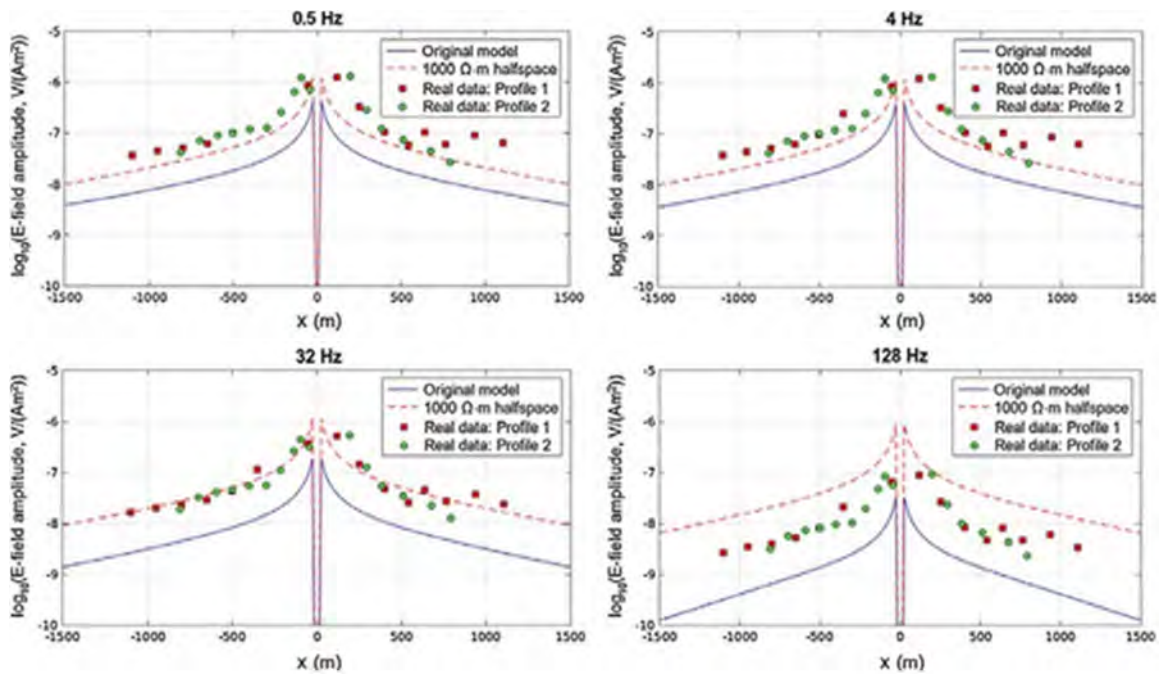 0.5 Hz
-5
-6
-7
-8
-9
-10
log10(E-field amplitude, V/(Am²))
Original model
1000 Ω·m halfspace
Real data: Profile 1
Real data: Profile 2
-1500 -1000 -500 0 500 1000 1500
X (m)
4 Hz
-5
-6
-7
-8
-9
-10
log10(E-field amplitude, V/(Am²))
Original model
1000 Ω·m halfspace
Real data: Profile 1
Real data: Profile 2
-1500 -1000 -500 0 500 1000 1500
X (m)
32 Hz
-5
-6
-7
-8
-9
-10
log10(E-field amplitude, V/(Am²))
Original model
1000 Ω·m halfspace
Real data: Profile 1
Real data: Profile 2
-1500 -1000 -500 0 500 1000 1500
X (m)
128 Hz
-5
-6
-7
-8
-9
-10
log10(E-field amplitude, V/(Am²))
Original model
1000 Ω·m halfspace
Real data: Profile 1
Real data: Profile 2
-1500 -1000 -500 0 500 1000 1500
X (m)